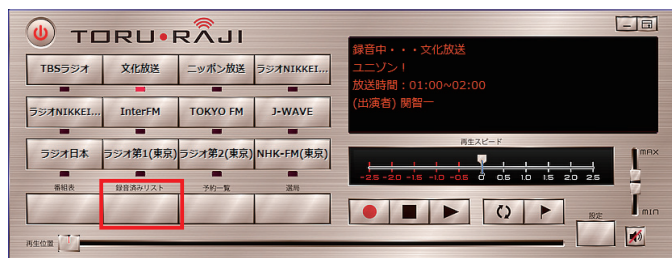 TORU•RAJI
TBSラジオ 文化放送 ニッポン放送 ラジオNIKKEI...
ラジオNIKKEI... InterFM TOKYO FM J-WAVE
ラジオ日本 ラジオ第1(東京) ラジオ第2(東京) NHK-FM(東京)
番組表 録音済みリスト 予約一覧 選局
録音中・・・文化放送
ユニゾン！
放送時間：01:00~02:00
(出演者) 関智一
再生スピード
-2.5 -2.0 -1.5 -1.0 -0.5 0 0.5 1.0 1.5 2.0 2.5
MAX
MIN
設定
再生位置